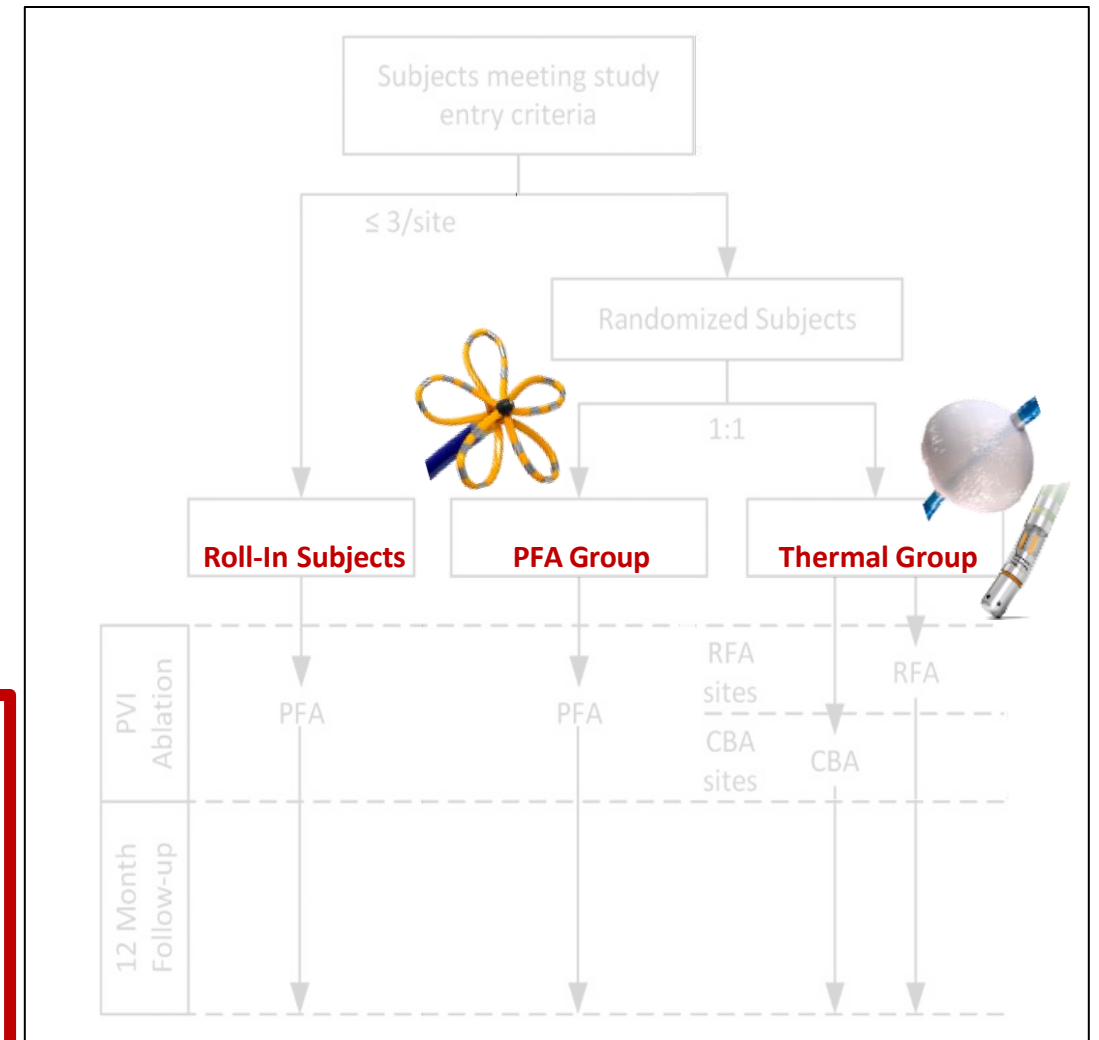 Subjects meeting study
entry criteria
≤ 3/site
Randomized Subjects
1:1
Roll-In Subjects
PFA Group
Thermal Group
PVI
Ablation
PFA
PFA
RFA
sites
RFA
CBA
sites
CBA
12 Month
Follow-up